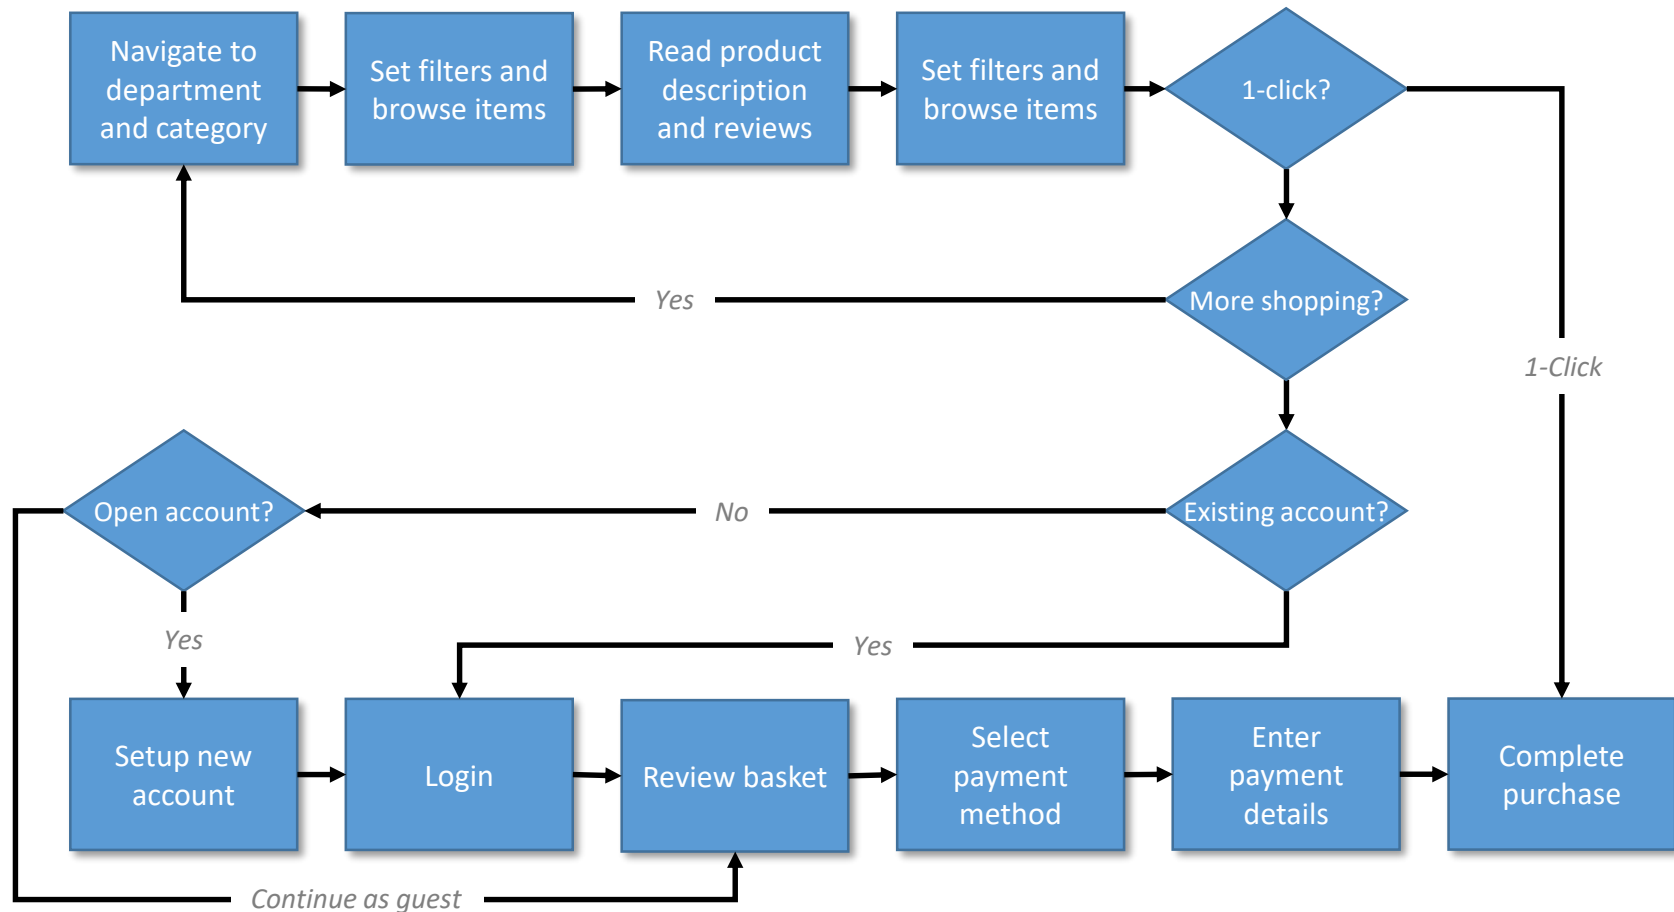 Navigate to
department
and category
Set filters and
browse items
Read product
description
and reviews
Set filters and
browse items
1-click?
More shopping?
Yes
1-Click
Open account?
No
Existing account?
Yes
Yes
Setup new
account
Login
Review basket
Select
payment
method
Enter
payment
details
Complete
purchase
Continue as guest